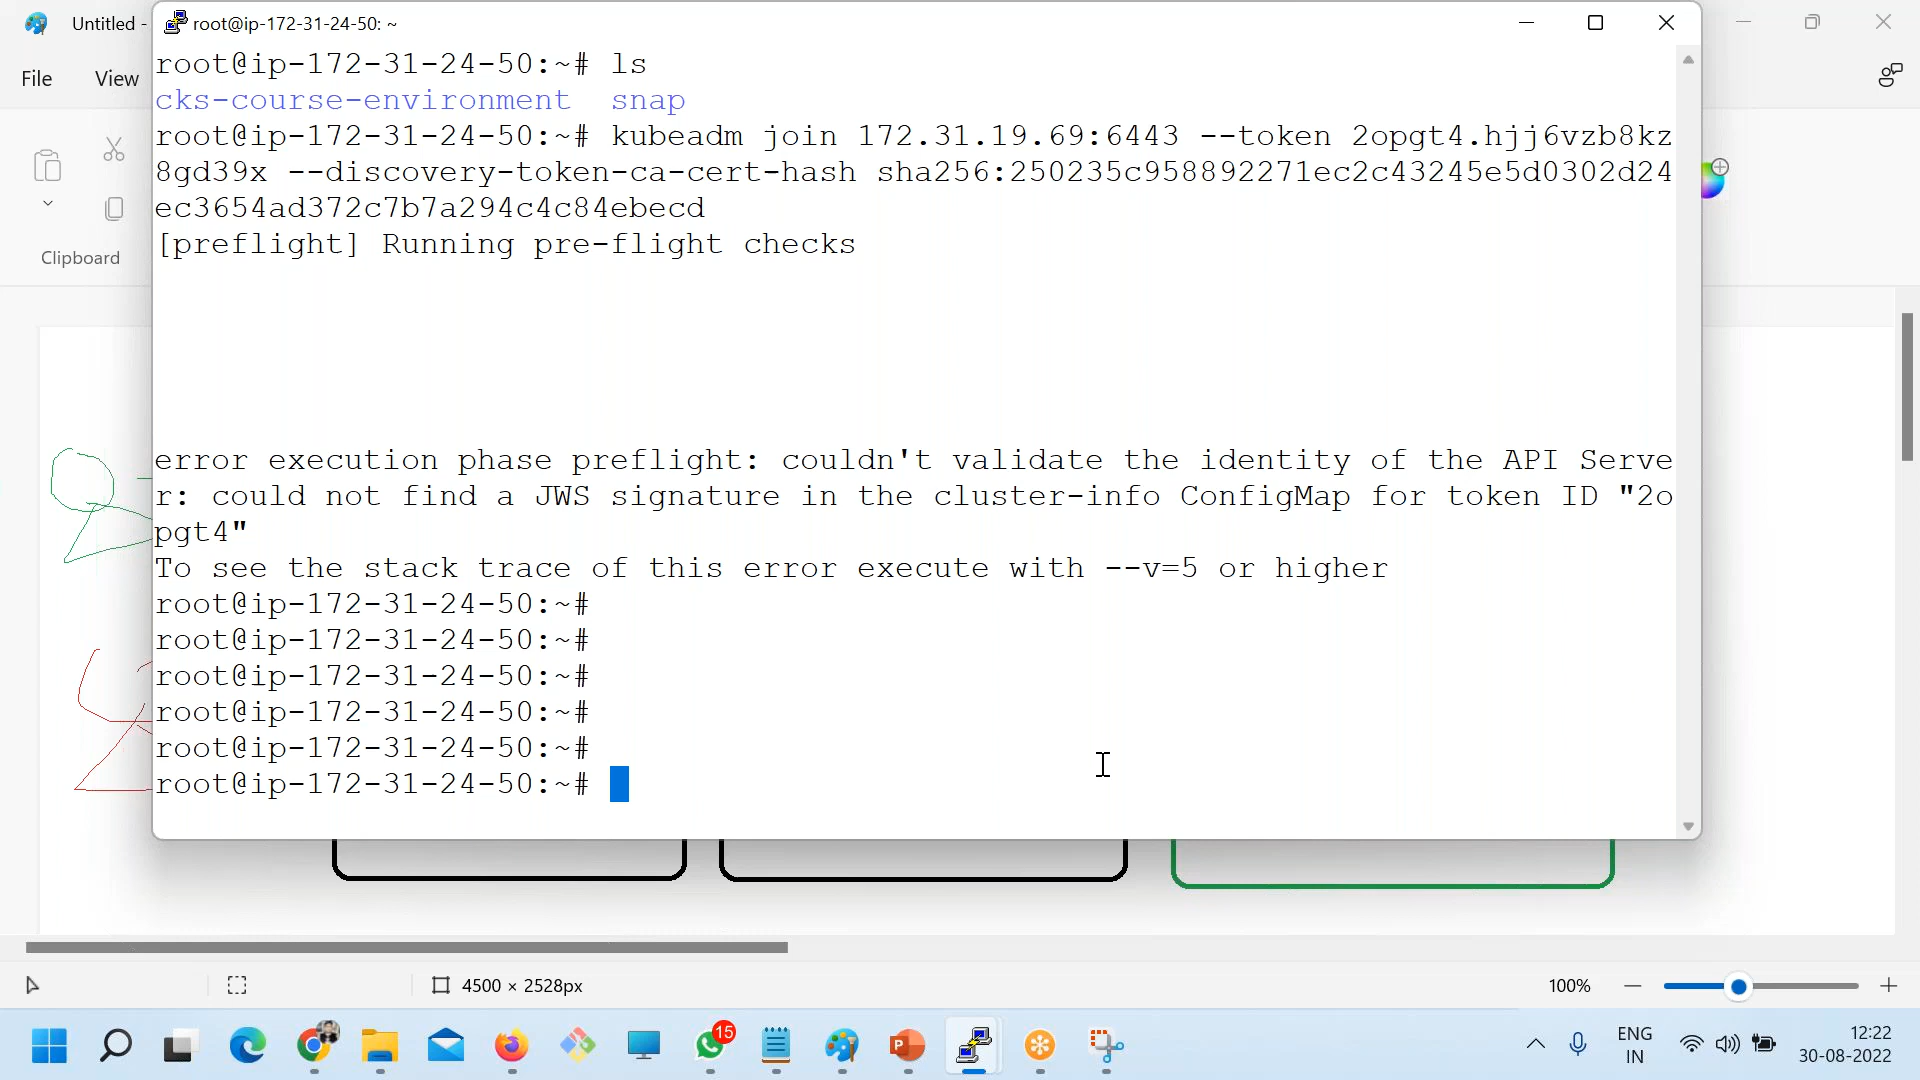 Untitled -
root@ip-172-31-24-50: ~
File
View
Clipboard
root@ip-172-31-24-50:~# ls
cks-course-environment  snap
root@ip-172-31-24-50:~# kubeadm join 172.31.19.69:6443 --token 2opgt4.hjj6vzb8kz
8gd39x --discovery-token-ca-cert-hash sha256:250235c958892271ec2c43245e5d0302d24
ec3654ad372c7b7a294c4c84ebecd
[preflight] Running pre-flight checks
error execution phase preflight: couldn't validate the identity of the API Serve
r: could not find a JWS signature in the cluster-info ConfigMap for token ID "2o
pgt4"
To see the stack trace of this error execute with --v=5 or higher
root@ip-172-31-24-50:~#
root@ip-172-31-24-50:~#
root@ip-172-31-24-50:~#
root@ip-172-31-24-50:~#
root@ip-172-31-24-50:~#
root@ip-172-31-24-50:~#
4500 × 2528px
100%
15
ENG
IN
12:22
30-08-2022